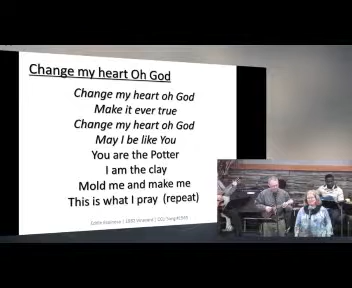 Change my heart Oh God
Change my heart oh God
Make it ever true
Change my heart oh God
May I be like You
You are the Potter
I am the clay
Mold me and make me
This is what I pray (repeat)